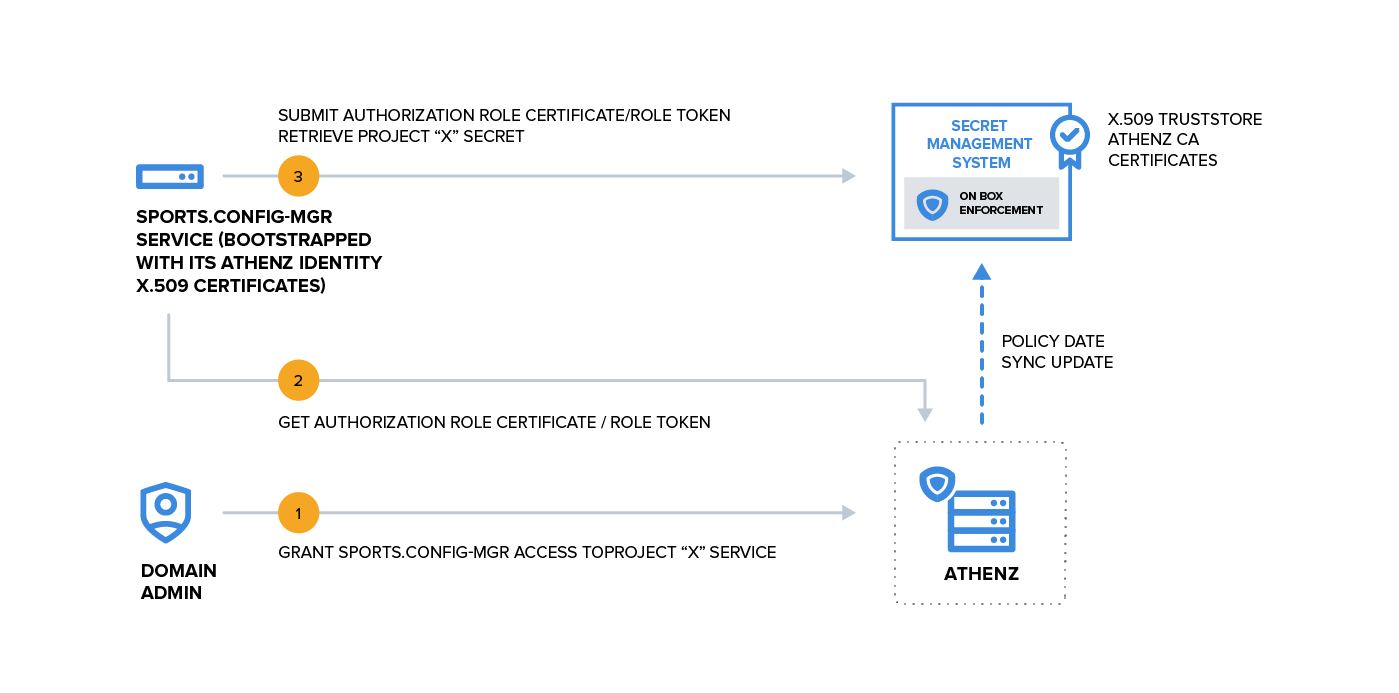 SUBMIT AUTHORIZATION ROLE CERTIFICATE/ROLE TOKEN
RETRIEVE PROJECT “X” SECRET
3
SPORTS.CONFIG-MGR
SERVICE (BOOTSTRAPPED
WITH ITS ATHENZ IDENTITY
X.509 CERTIFICATES)
SECRET
MANAGEMENT
SYSTEM
ON BOX
ENFORCEMENT
X.509 TRUSTSTORE
ATHENZ CA
CERTIFICATES
POLICY DATE
SYNC UPDATE
2
GET AUTHORIZATION ROLE CERTIFICATE / ROLE TOKEN
1
GRANT SPORTS.CONFIG-MGR ACCESS TOPROJECT “X” SERVICE
DOMAIN
ADMIN
ATHENZ